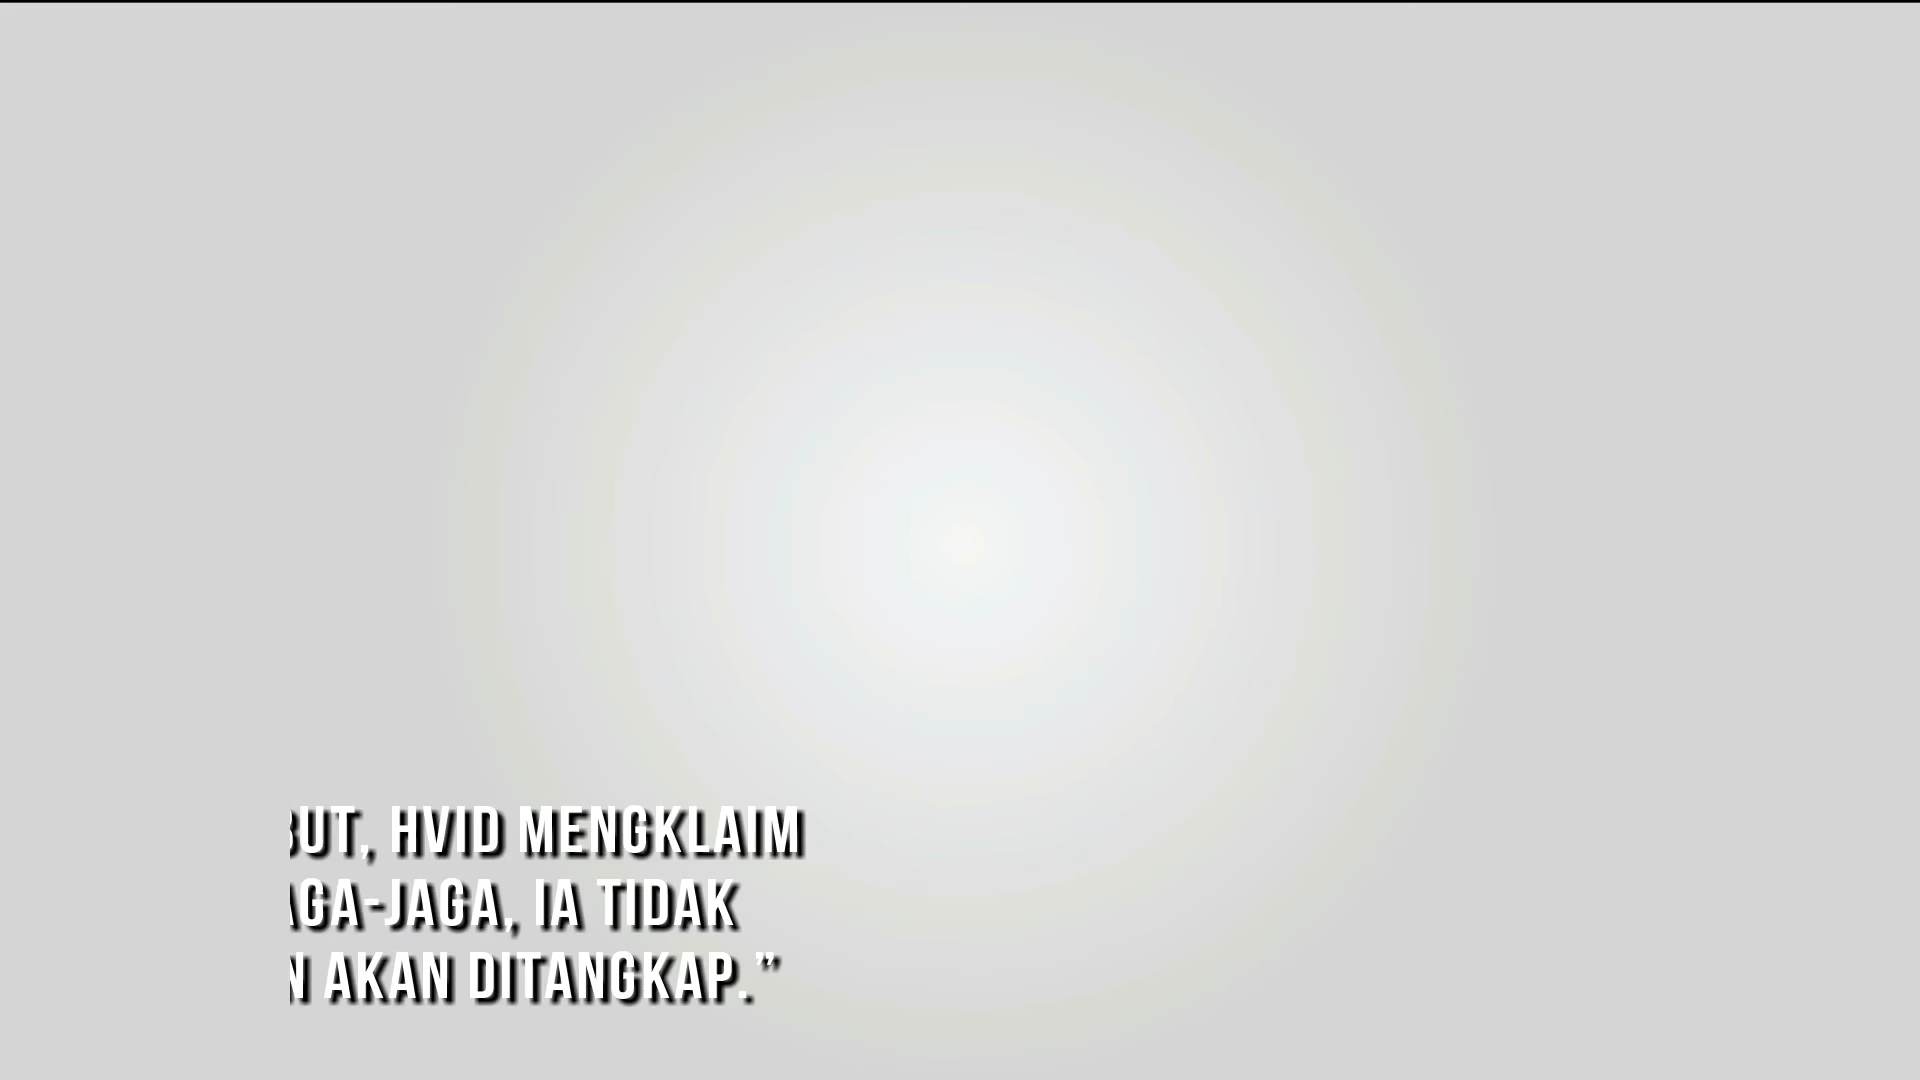 BUT, HVID MENGKLAIM
AGA-JAGA, IA TIDAK
N AKAN DITANGKAP.”